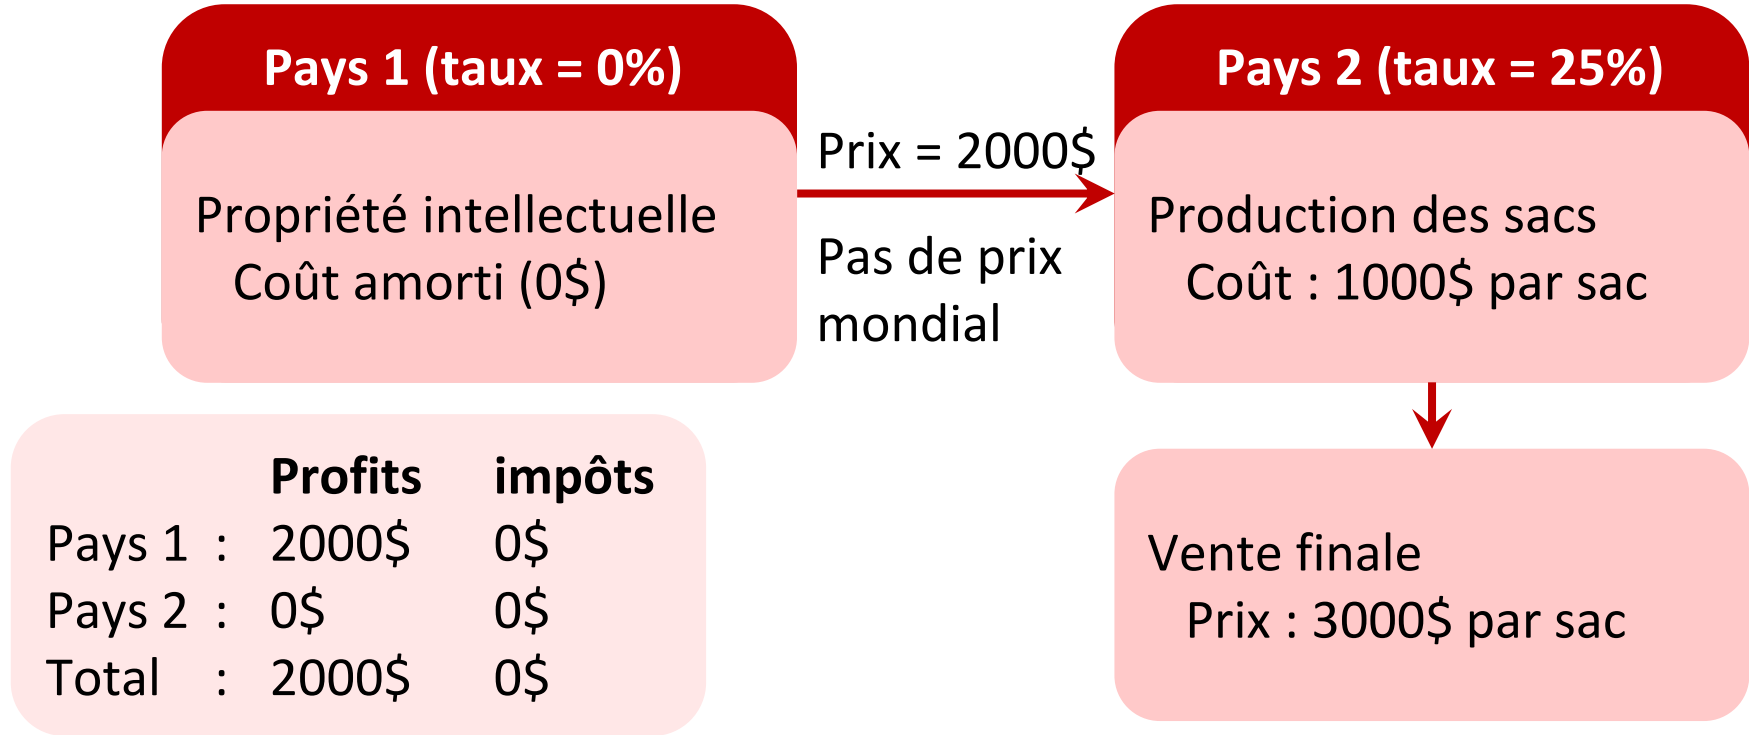 Pays 1 (taux = 0%)
Propriété intellectuelle
Coût amorti (0$)
Prix = 2000$
Pas de prix
mondial
Pays 2 (taux = 25%)
Production des sacs
Coût : 1000$ par sac
Vente finale
Prix : 3000$ par sac
Profits impôts
Pays 1 : 2000$ 0$
Pays 2 : 0$ 0$
Total : 2000$ 0$